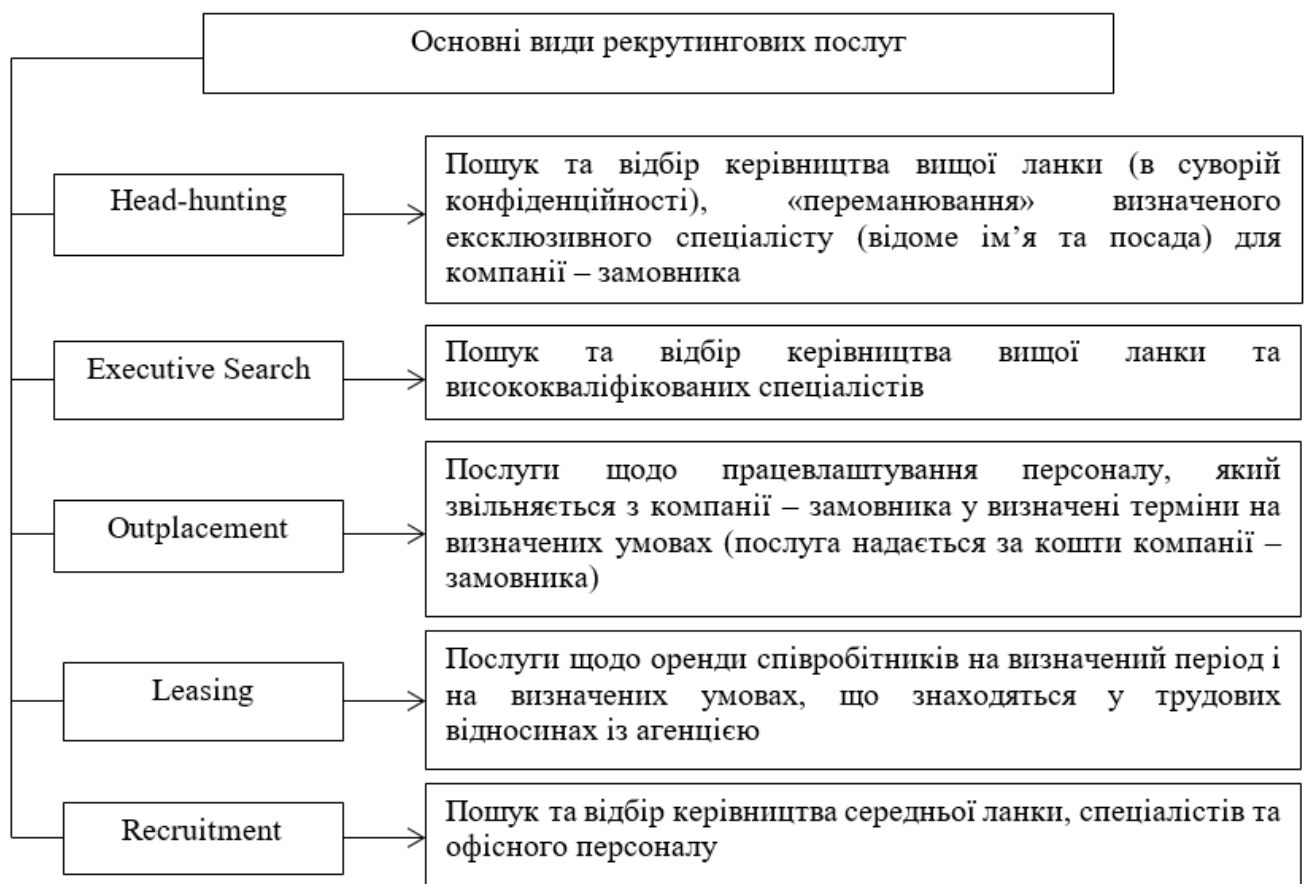 Основні види рекрутингових послуг
Head-hunting
Пошук та відбір керівництва вищої ланки (в суворій
конфіденційності), «переманювання» визначеного
ексклюзивного спеціалісту (відоме ім’я та посада) для
компанії – замовника
Executive Search
Пошук та відбір керівництва вищої ланки та
висококваліфікованих спеціалістів
Outplacement
Послуги щодо працевлаштування персоналу, який
звільняється з компанії – замовника у визначені терміни на
визначених умовах (послуга надається за кошти компанії –
замовника)
Leasing
Послуги щодо оренди співробітників на визначений період і
на визначених умовах, що знаходяться у трудових
відносинах із агенцією
Recruitment
Пошук та відбір керівництва середньої ланки, спеціалістів та
офісного персоналу